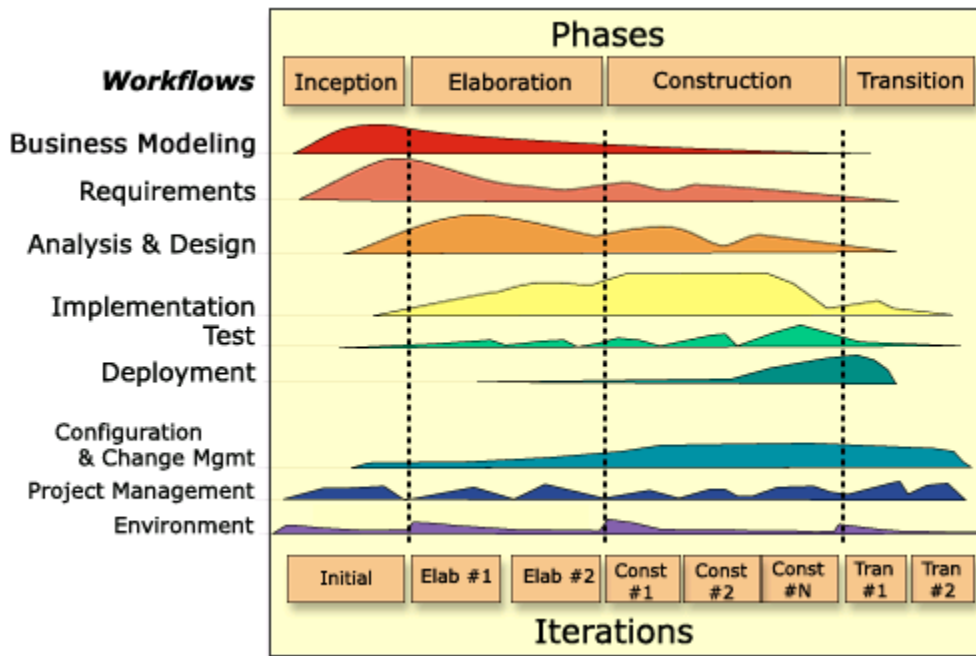 Phases
Workflows
Inception
Elaboration
Construction
Transition
Business Modeling
Requirements
Analysis & Design
Implementation
Test
Deployment
Configuration
& Change Mgmt
Project Management
Environment
Initial
Elab #1
Elab #2
Const
#1
Const
#2
Const
#N
Tran
#1
Tran
#2
Iterations